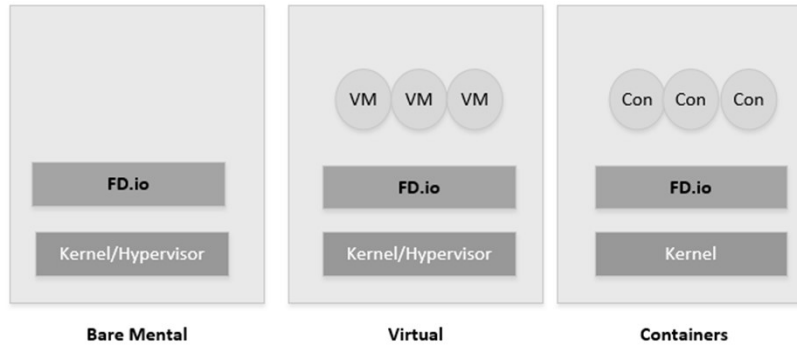 FD.io
Kernel/Hypervisor
Bare Mental
VM VM VM
FD.io
Kernel/Hypervisor
Virtual
Con Con Con
FD.io
Kernel
Containers